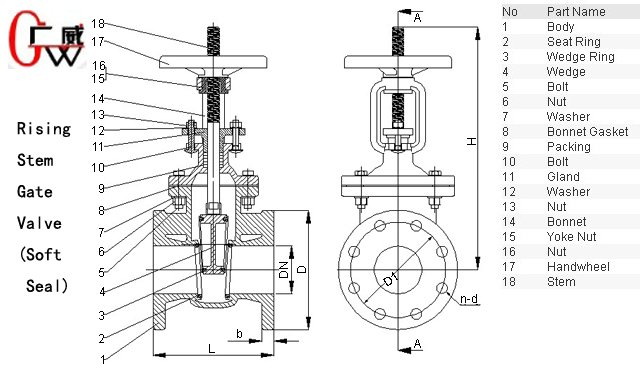 广威
GW
Rising
Stem
Gate
Valve
(Soft
Seal)
18
17
16
15
14
13
12
11
10
9
8
7
6
5
4
3
2
1
DN
D
b
L
A
H
D1
n-d
A
No Part Name
1 Body
2 Seat Ring
3 Wedge Ring
4 Wedge
5 Bolt
6 Nut
7 Washer
8 Bonnet Gasket
9 Packing
10 Bolt
11 Gland
12 Washer
13 Nut
14 Bonnet
15 Yoke Nut
16 Nut
17 Handwheel
18 Stem